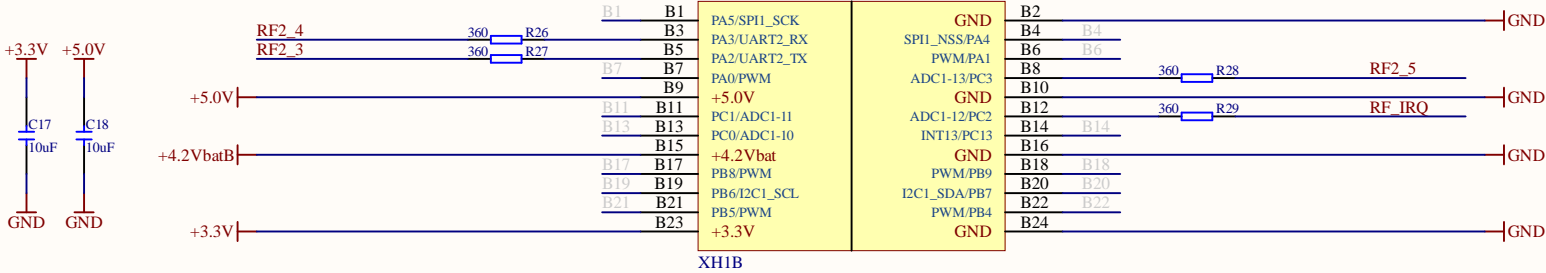 B1 B1 PA5/SPI1_SCK GND B2 GND
RF2_4 360 R26 B3 PA3/UART2_RX SPI1_NSS/PA4 B4 B4
+3.3V +5.0V RF2_3 360 R27 B5 PA2/UART2_TX PWM/PA1 B6 B6
B7 B7 PA0/PWM ADC1-13/PC3 B8 360 R28 RF2_5
+5.0V B9 +5.0V GND B10 GND
B11 B11 PC1/ADC1-11 ADC1-12/PC2 B12 360 R29 RF_IRQ
C17 C18 B13 B13 PC0/ADC1-10 INT13/PC13 B14 B14
10uF 10uF +4.2VbatB B15 +4.2Vbat GND B16 GND
B17 B17 PB8/PWM PWM/PB9 B18 B18
B19 B19 PB6/I2C1_SCL I2C1_SDA/PB7 B20 B20
GND GND B21 B21 PB5/PWM PWM/PB4 B22 B22
+3.3V B23 +3.3V GND B24 GND
XH1B